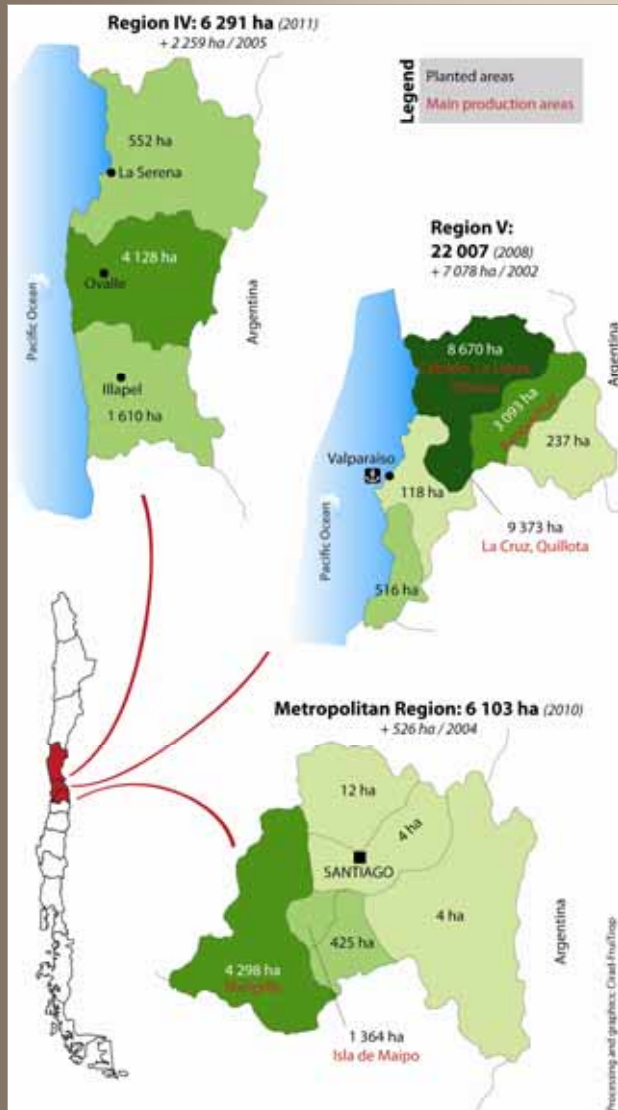 Region IV: 6 291 ha (2011)
+ 2 259 ha / 2005
Legend
Planted areas
Main production areas
552 ha
La Serena
4 128 ha
Ovalle
Illapel
1 610 ha
Pacific Ocean
Argentina
Region V:
22 007 (2008)
+ 7 078 ha / 2002
8 670 ha
3 093 ha
237 ha
Valparaiso
118 ha
9 373 ha
La Cruz, Quillota
516 ha
Pacific Ocean
Argentina
Metropolitan Region: 6 103 ha (2010)
+ 526 ha / 2004
12 ha
4 ha
SANTIAGO
4 ha
425 ha
4 298 ha
1 364 ha
Isla de Maipo
Argentina
Processing and graphics: Cirad-FruiTrop